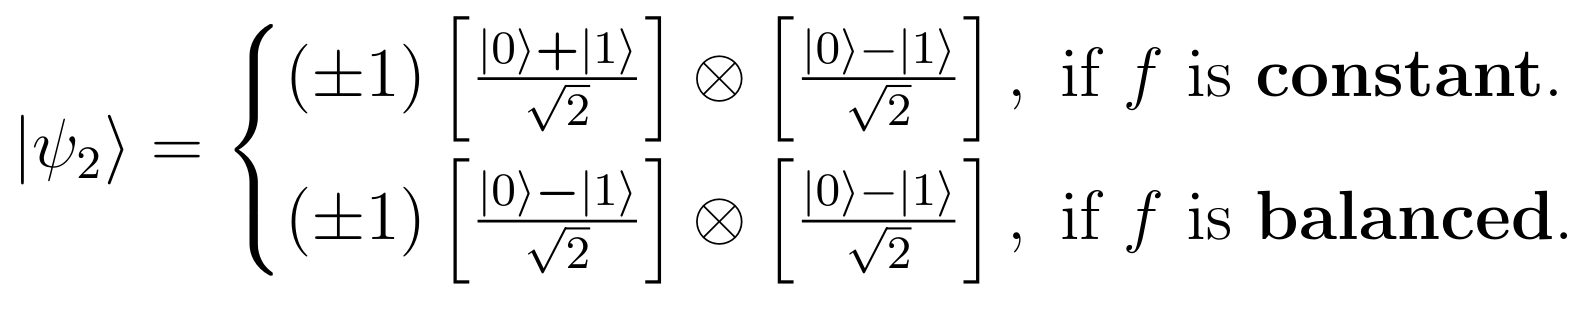 |ψ₂⟩ = { (±1) [ (|0⟩+|1⟩)/√2 ] ⊗ [ (|0⟩−|1⟩)/√2 ] , if f is constant.
(±1) [ (|0⟩−|1⟩)/√2 ] ⊗ [ (|0⟩−|1⟩)/√2 ] , if f is balanced.